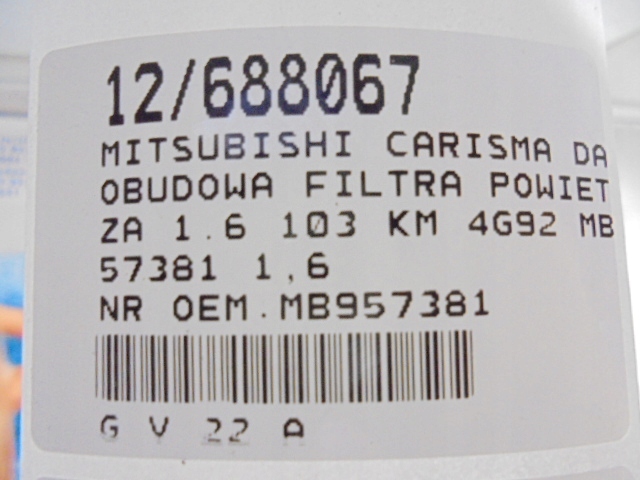 12/688067
MITSUBISHI CARISMA DA
OBUDOWA FILTRA POWIET
ZA 1.6 103 KM 4G92 MB
57381 1,6
NR OEM.MB957381
G V 22 A